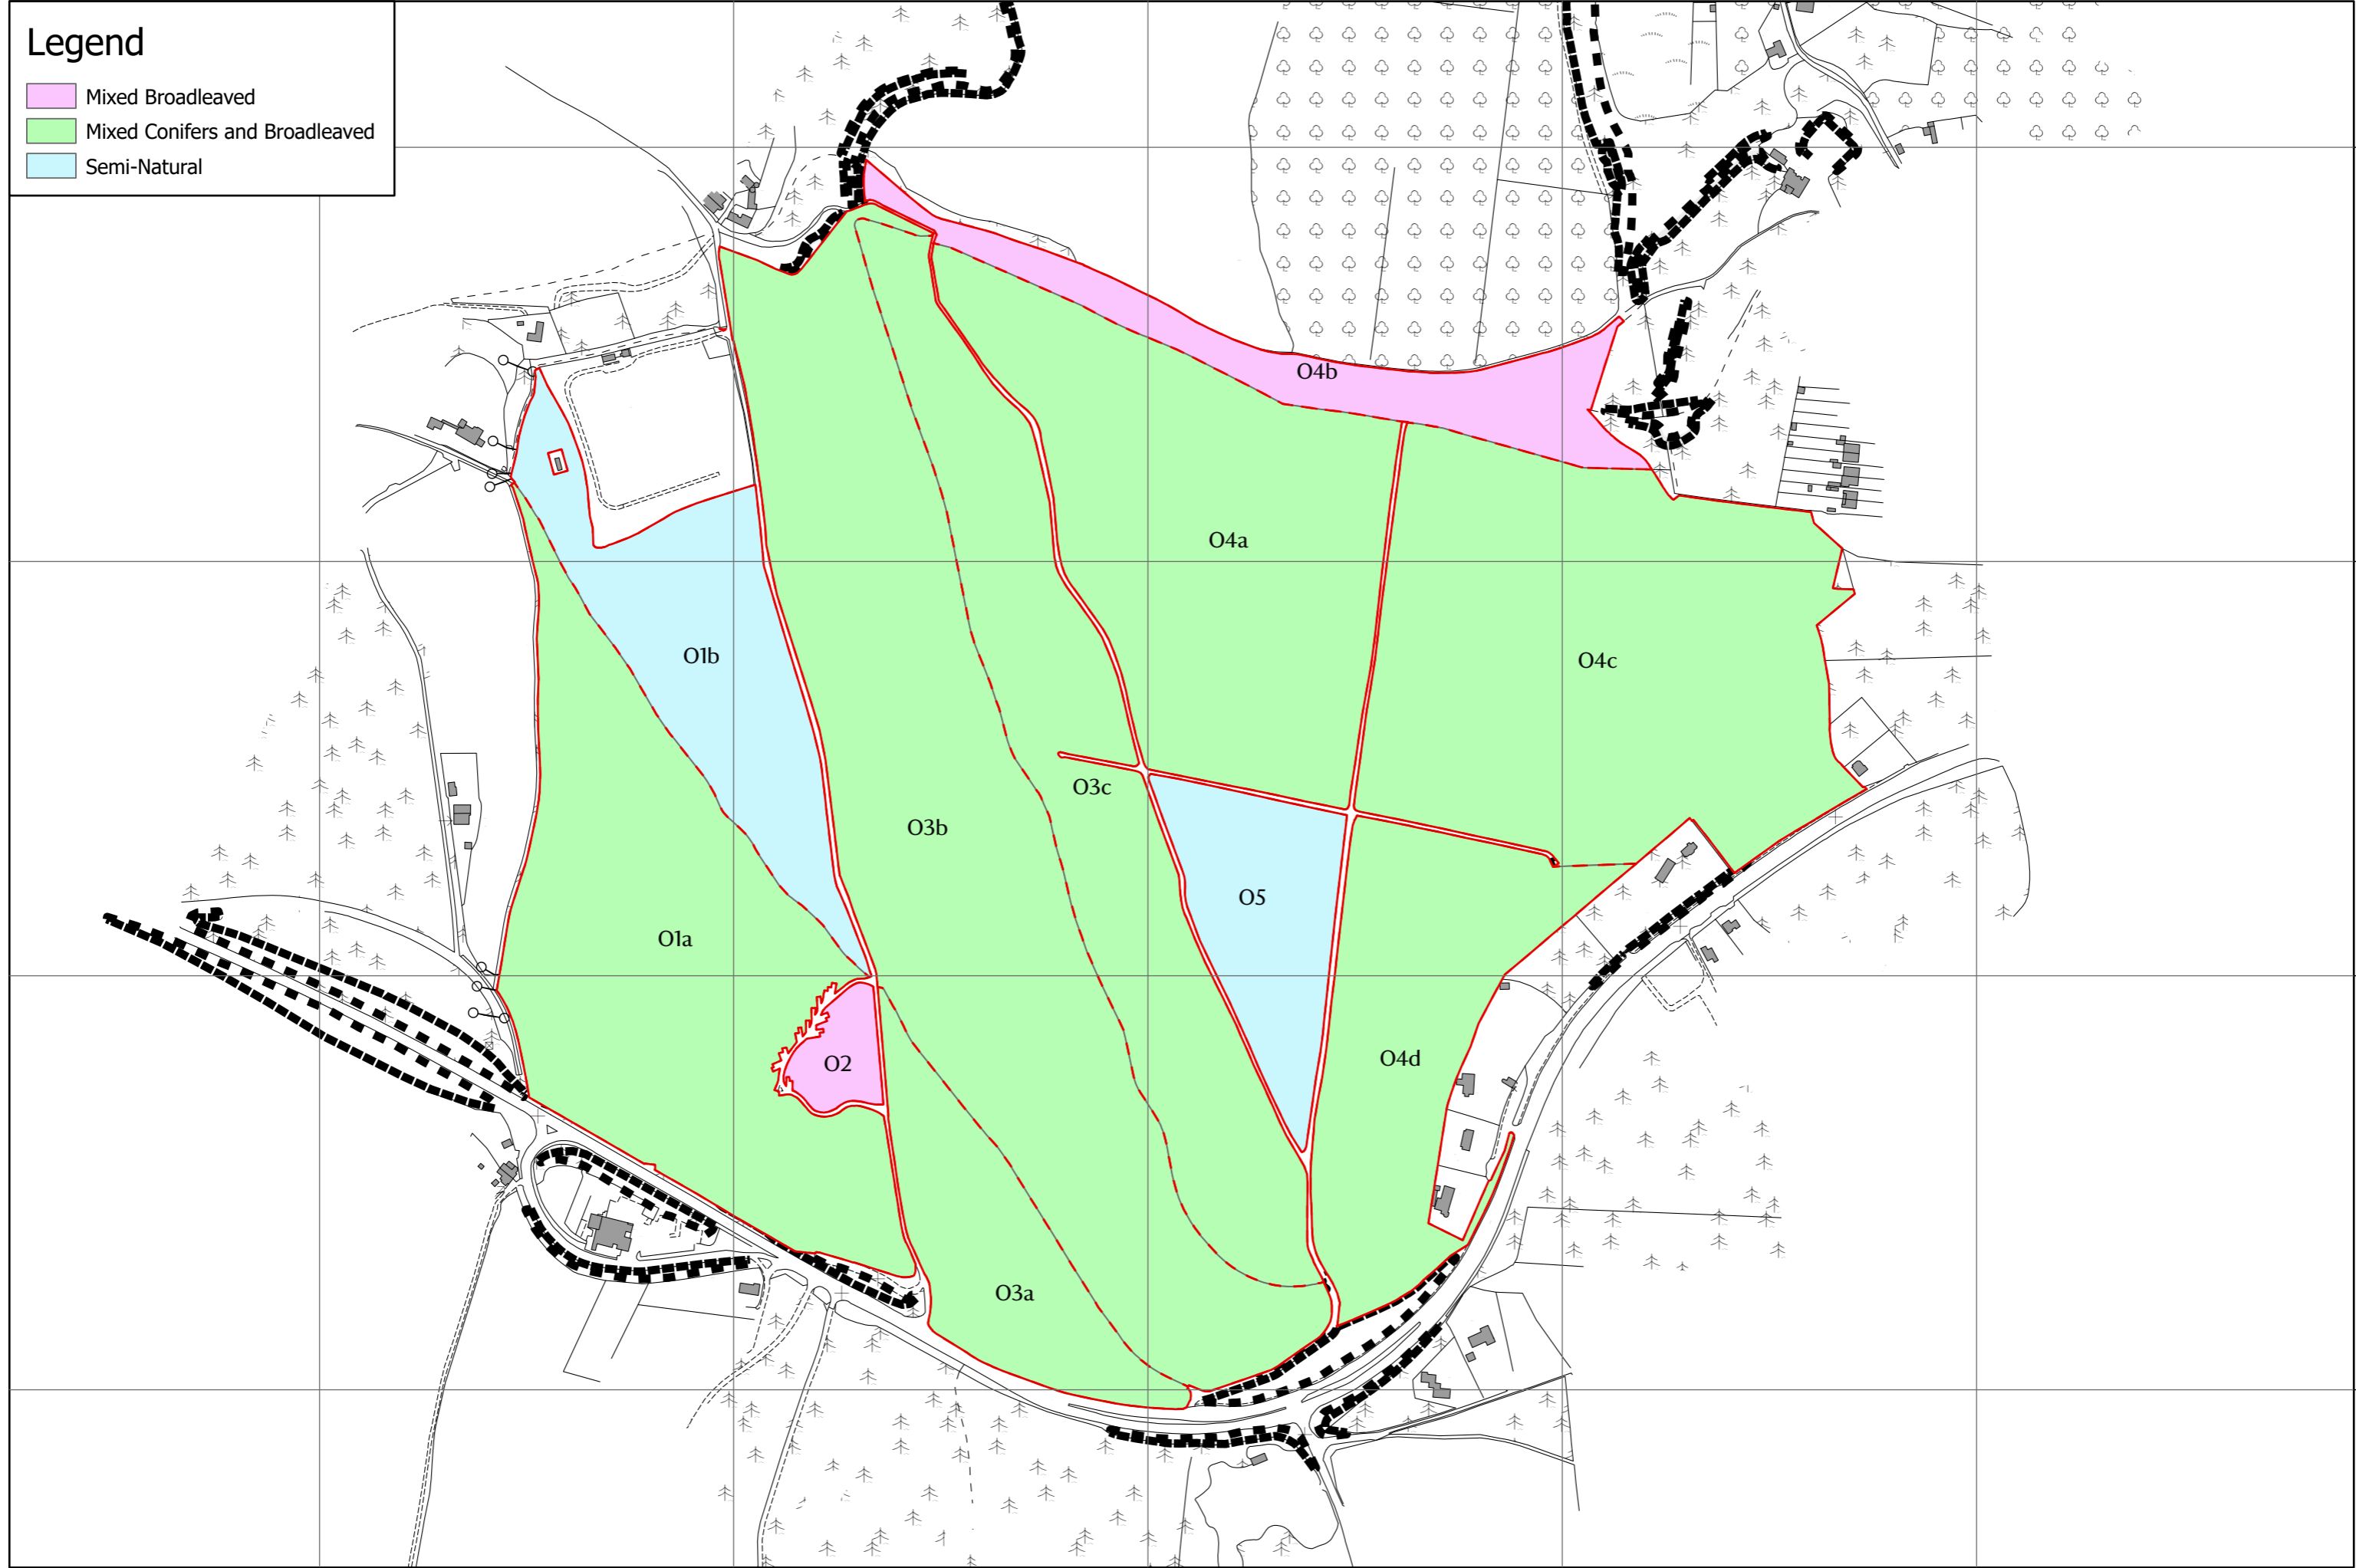 Legend
Mixed Broadleaved
Mixed Conifers and Broadleaved
Semi-Natural
O4b
O4a
O1b
O4c
O3c
O3b
O5
O1a
O4d
O2
O3a